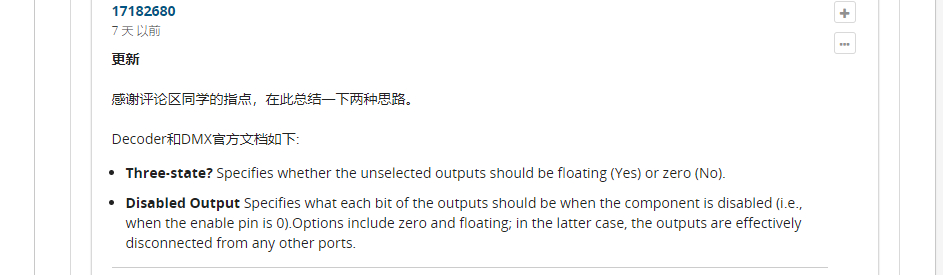 17182680
7 天 以前
更新
感谢评论区同学的指点，在此总结一下两种思路。
Decoder和DMX官方文档如下:
• Three-state? Specifies whether the unselected outputs should be floating (Yes) or zero (No).
• Disabled Output Specifies what each bit of the outputs should be when the component is disabled (i.e.,
when the enable pin is 0).Options include zero and floating; in the latter case, the outputs are effectively
disconnected from any other ports.